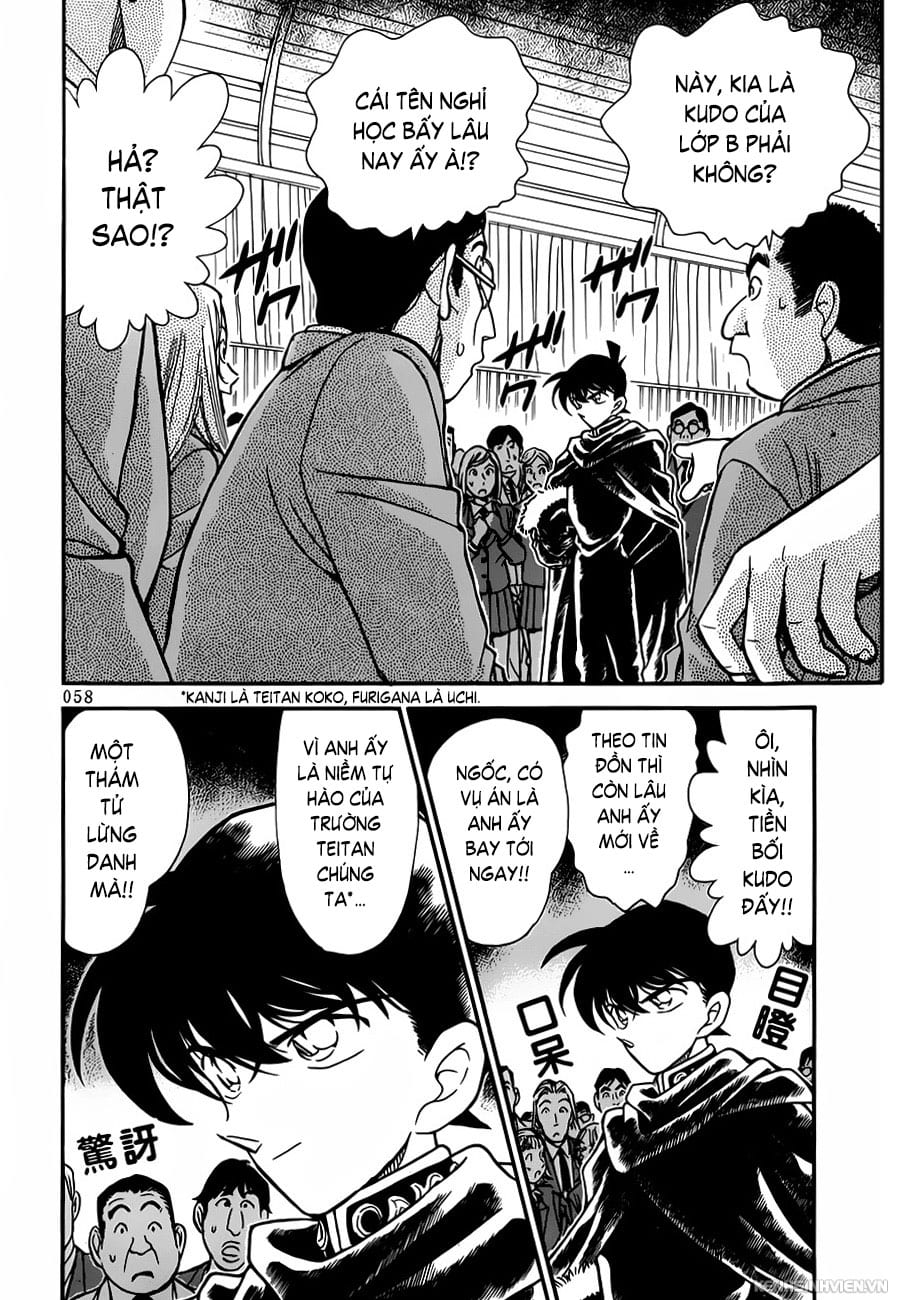 NÀY, KIA LÀ
KUDO CỦA
LỚP B PHẢI
KHÔNG?
CÁI TÊN NGHỈ
HỌC BẤY LÂU
NAY ẤY À!?
HẢ?
THẬT
SAO!?
058
*KANJI LÀ TEITAN KOKO, FURIGANA LÀ UCHI.
ÔI,
NHÌN
KÌA,
TIỀN
BỐI
KUDO
ĐẤY!!
THEO TIN
ĐỒN THÌ
CÒN LÂU
ANH ẤY
MỚI VỀ
...
NGỐC, CÓ
VỤ ÁN LÀ
ANH ẤY
BAY TỚI
NGAY!!
目瞪
口呆
VÌ ANH ẤY
LÀ NIỀM TỰ
HÀO CỦA
TRƯỜNG
TEITAN
CHÚNG
TA*...
MỘT
THÁM
TỬ
LỪNG
DANH
MÀ!!
驚訝